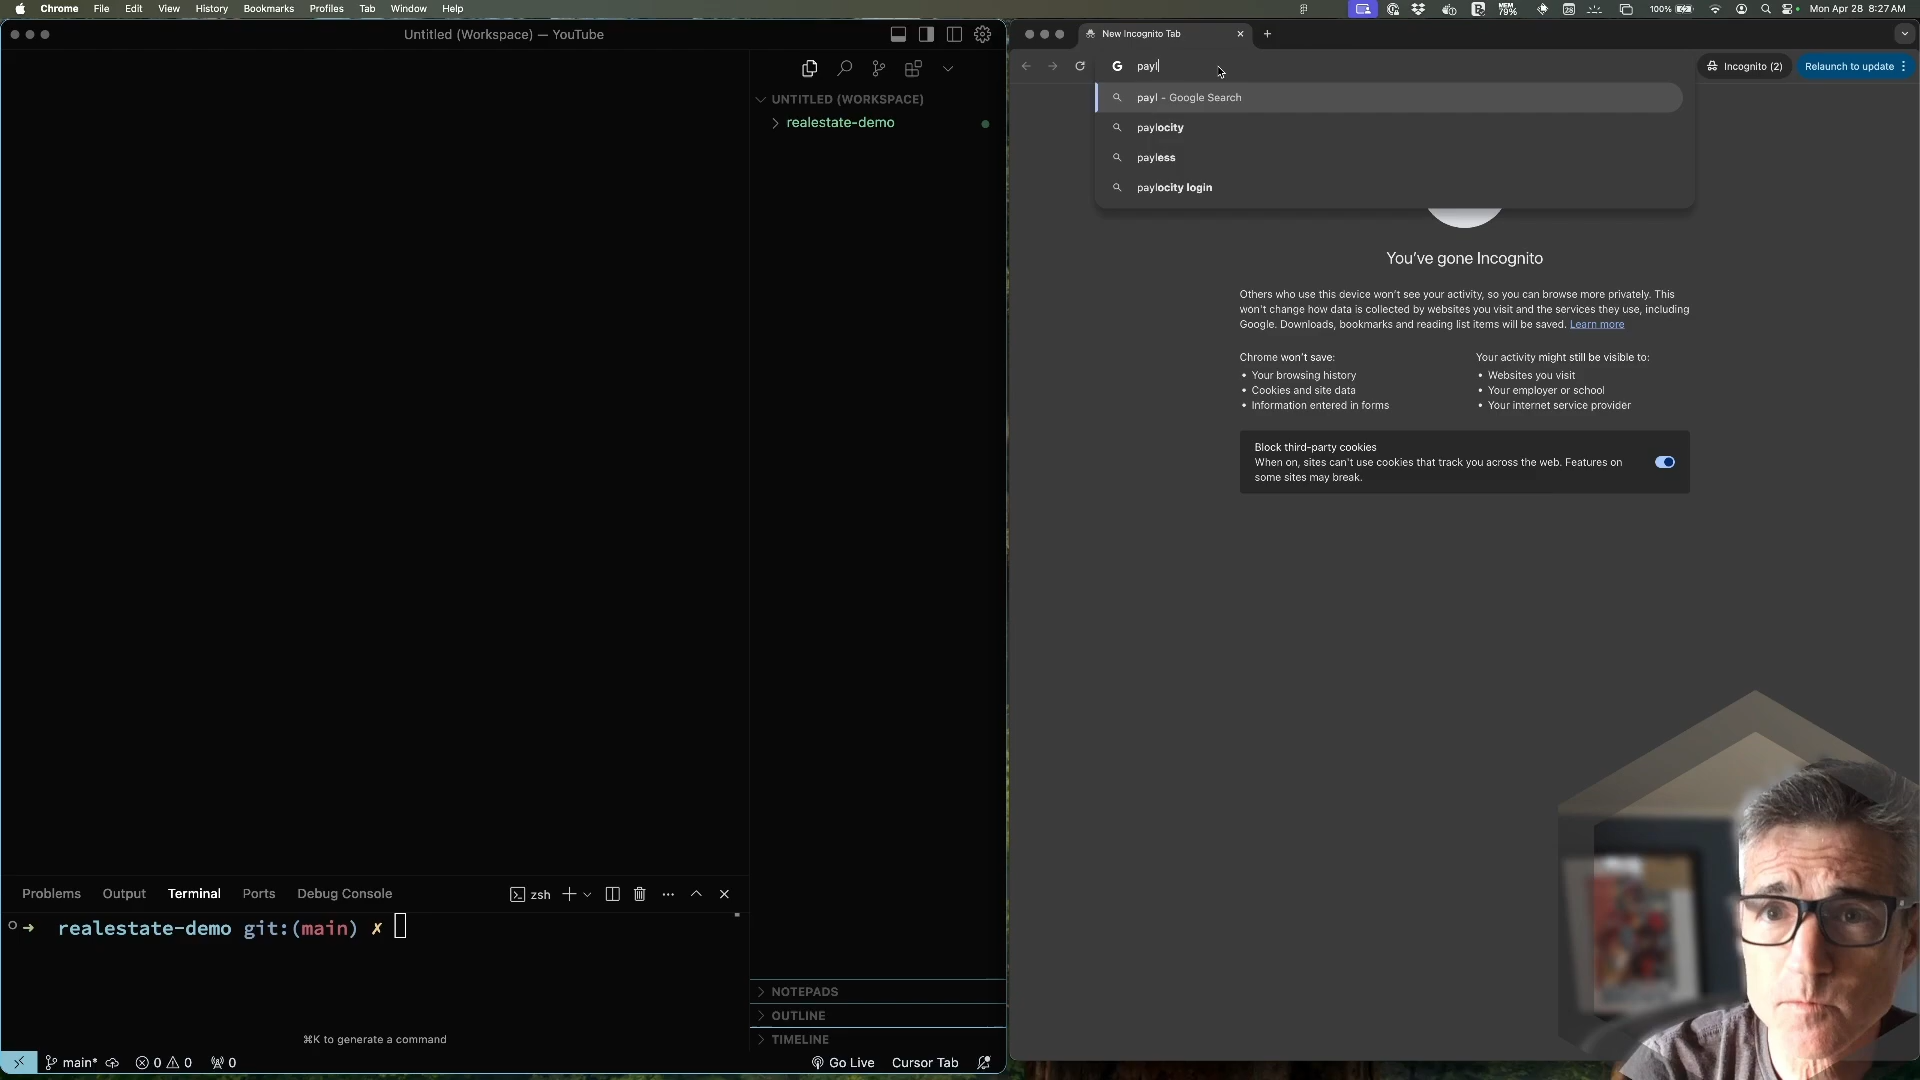 Chrome File Edit View History Bookmarks Profiles Tab Window Help
MEM 79%
28
100%
Mon Apr 28 8:27 AM
Untitled (Workspace) — YouTube
UNTITLED (WORKSPACE)
realestate-demo
Problems Output Terminal Ports Debug Console
zsh
→ realestate-demo git:(main) ✗
⌘K to generate a command
NOTEPADS
OUTLINE
TIMELINE
main* 0 0 0
Go Live Cursor Tab
New Incognito Tab
payl
Incognito (2)
Relaunch to update
payl - Google Search
paylocity
payless
paylocity login
You've gone Incognito
Others who use this device won't see your activity, so you can browse more privately. This
won't change how data is collected by websites you visit and the services they use, including
Google. Downloads, bookmarks and reading list items will be saved. Learn more
Chrome won't save:
• Your browsing history
• Cookies and site data
• Information entered in forms
Your activity might still be visible to:
• Websites you visit
• Your employer or school
• Your internet service provider
Block third-party cookies
When on, sites can't use cookies that track you across the web. Features on
some sites may break.